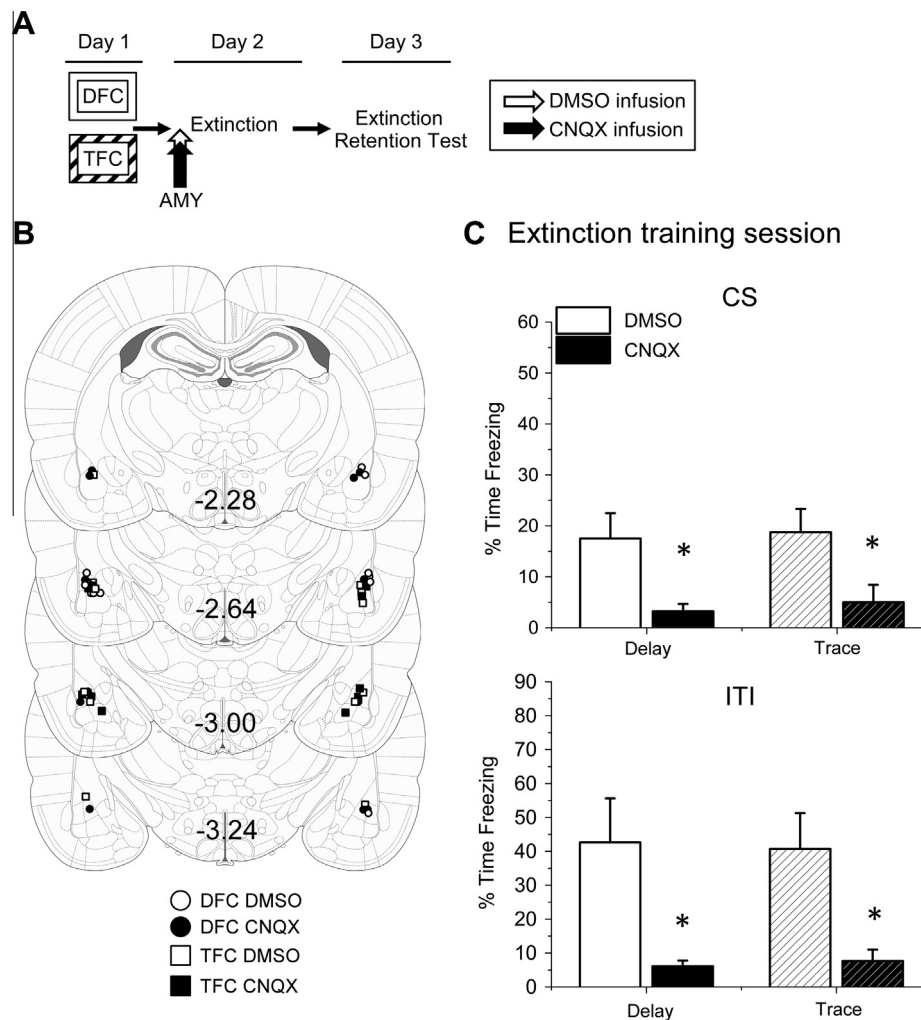 A
Day 1 Day 2 Day 3
DFC
TFC
Extinction
Extinction
Retention Test
AMY
DMSO infusion
CNQX infusion
B
-2.28
-2.64
-3.00
-3.24
DFC DMSO
DFC CNQX
TFC DMSO
TFC CNQX
C Extinction training session
CS
DMSO
CNQX
% Time Freezing
60
50
40
30
20
10
0
* *
Delay Trace
ITI
% Time Freezing
90
80
70
60
50
40
30
20
10
0
* *
Delay Trace